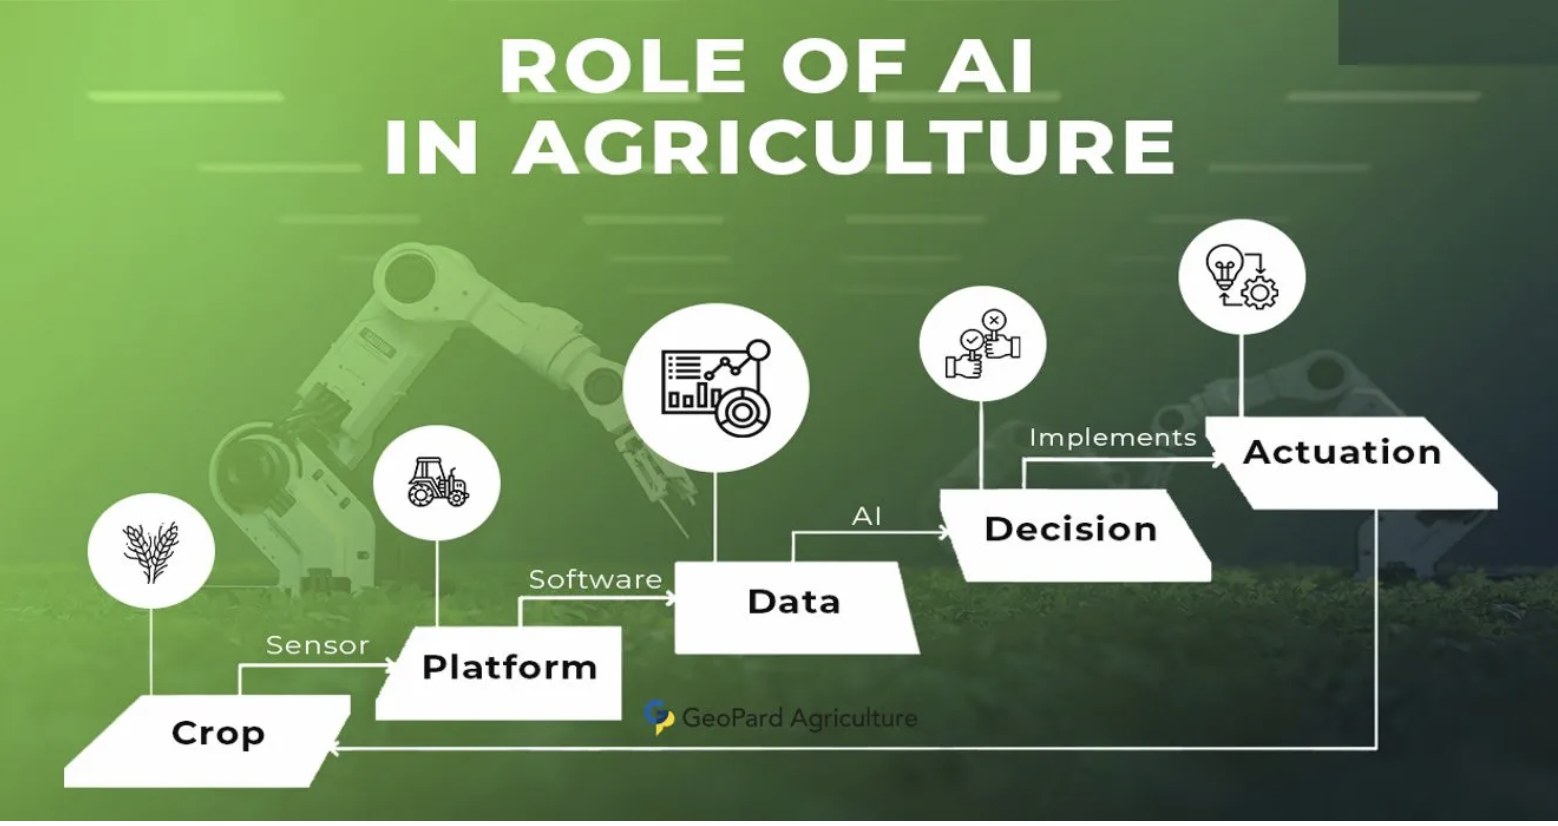 ROLE OF AI
IN AGRICULTURE
Implements
Actuation
AI
Decision
Software
Data
Sensor
Platform
Crop
GeoPard Agriculture